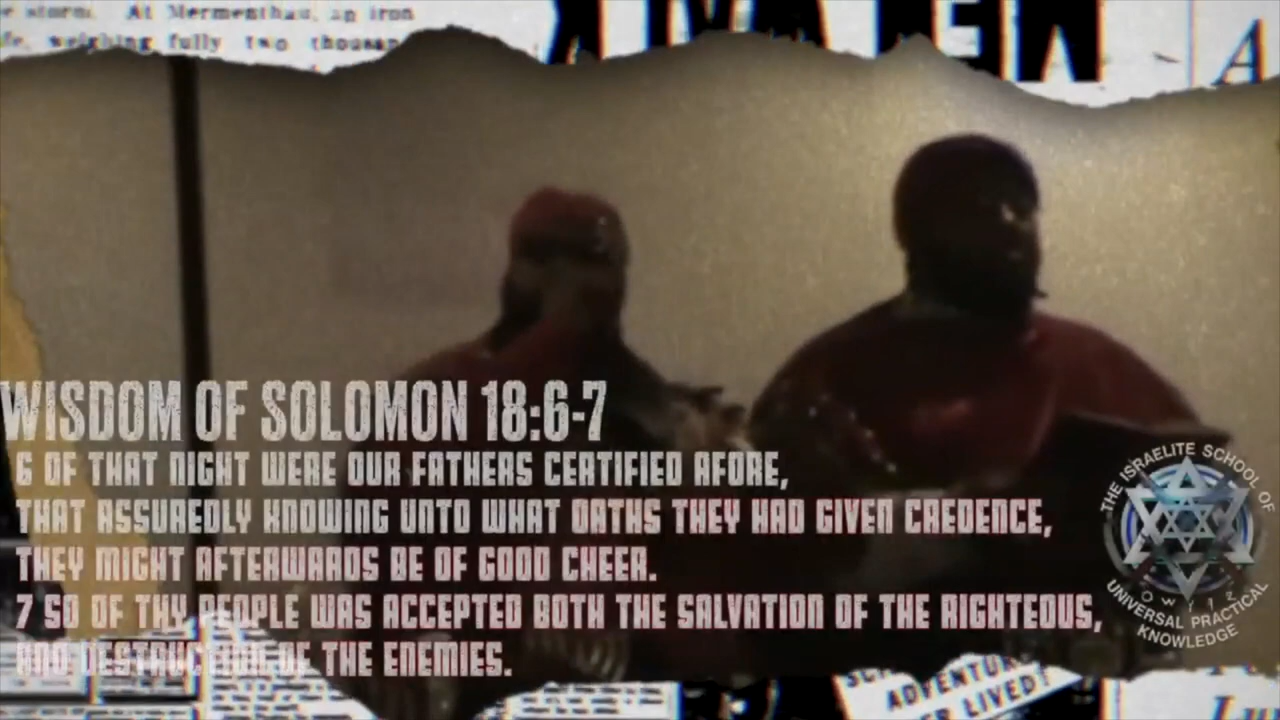 e storm. At Mermenthau, an iron
fe, weighing fully two thousan
A
WISDOM OF SOLOMON 18:6-7
6 OF THAT NIGHT WERE OUR FATHERS CERTIFIED AFORE,
THAT ASSUREDLY KNOWING UNTO WHAT OATHS THEY HAD GIVEN CREDENCE,
THEY MIGHT AFTERWARDS BE OF GOOD CHEER.
7 SO OF THY PEOPLE WAS ACCEPTED BOTH THE SALVATION OF THE RIGHTEOUS,
AND DESTRUCTION OF THE ENEMIES.
THE ISRAELITE SCHOOL OF
UNIVERSAL PRACTICAL
KNOWLEDGE
ADVENTUR
ER LIVED!